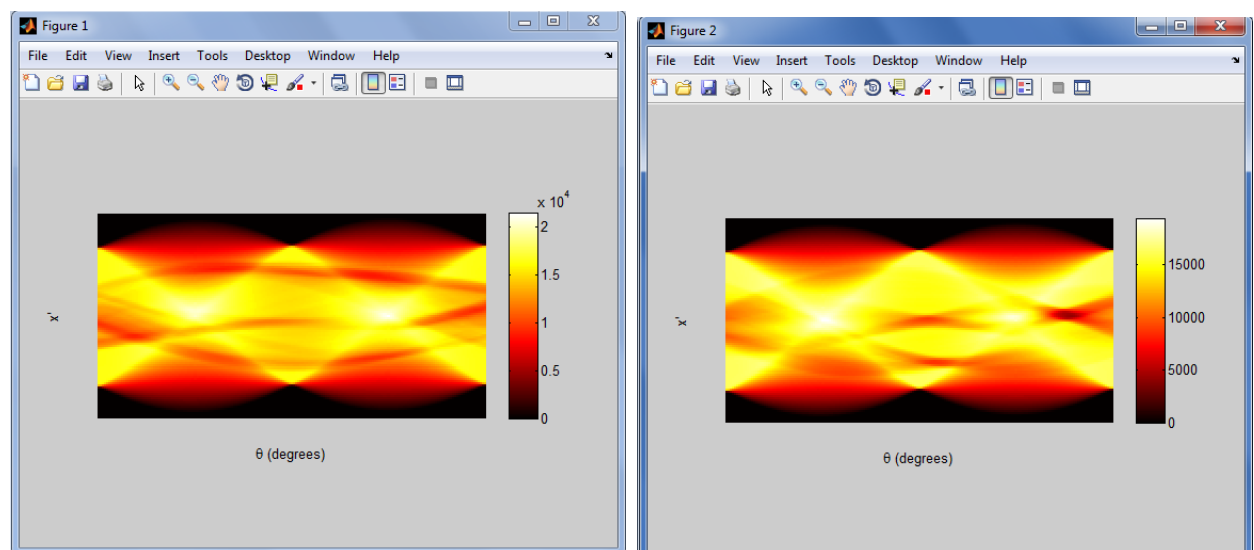 Figure 1
File Edit View Insert Tools Desktop Window Help
x 10^4
2
1.5
1
0.5
0
x'
θ (degrees)
Figure 2
File Edit View Insert Tools Desktop Window Help
15000
10000
5000
0
x'
θ (degrees)